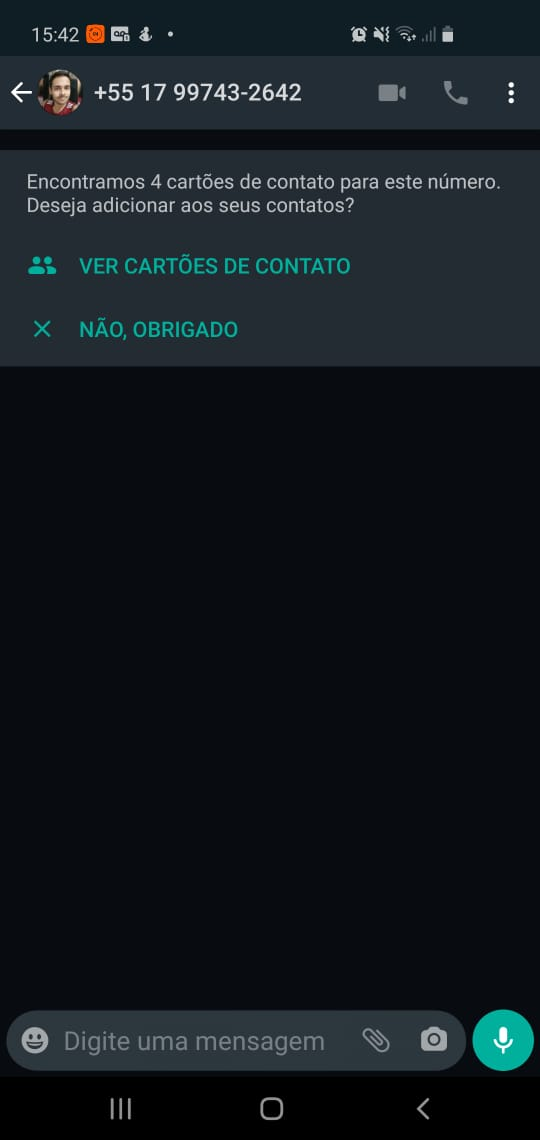 15:42
+55 17 99743-2642
Encontramos 4 cartões de contato para este número.
Deseja adicionar aos seus contatos?
VER CARTÕES DE CONTATO
NÃO, OBRIGADO
Digite uma mensagem